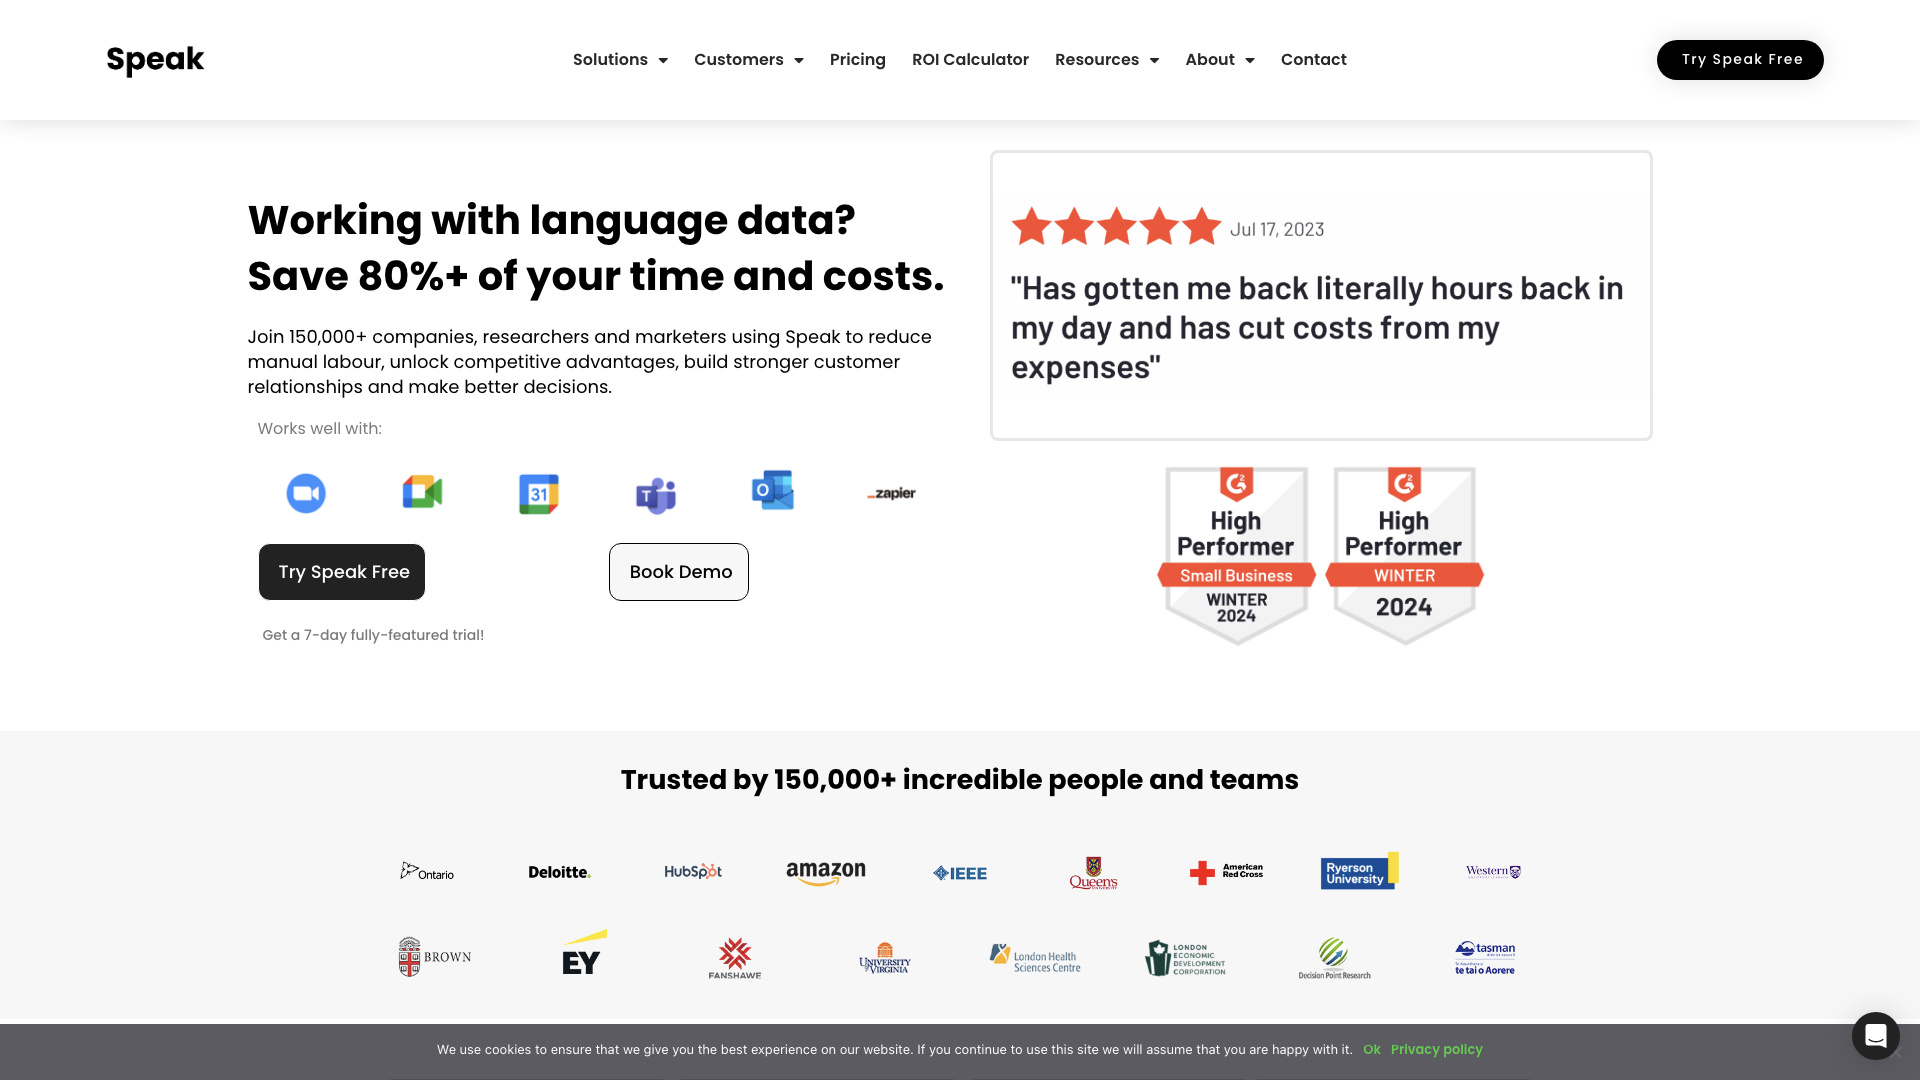 Speak
Solutions
Customers
Pricing
ROI Calculator
Resources
About
Contact
Try Speak Free
Working with language data?
Save 80%+ of your time and costs.
Join 150,000+ companies, researchers and marketers using Speak to reduce
manual labour, unlock competitive advantages, build stronger customer
relationships and make better decisions.
Works well with:
31
T
O
zapier
Try Speak Free
Book Demo
Get a 7-day fully-featured trial!
Jul 17, 2023
"Has gotten me back literally hours back in
my day and has cut costs from my
expenses"
High
Performer
Small Business
WINTER
2024
High
Performer
WINTER
2024
Trusted by 150,000+ incredible people and teams
Ontario
Deloitte.
HubSpot
amazon
IEEE
Queen's
UNIVERSITY
American
Red Cross
Ryerson
University
Western
BROWN
EY
FANSHAWE
UNIVERSITY
of VIRGINIA
London Health
Sciences Centre
LONDON
ECONOMIC
DEVELOPMENT
CORPORATION
Decision Point Research
tasman
district council
te tai o Aorere
We use cookies to ensure that we give you the best experience on our website. If you continue to use this site we will assume that you are happy with it.
Ok
Privacy policy